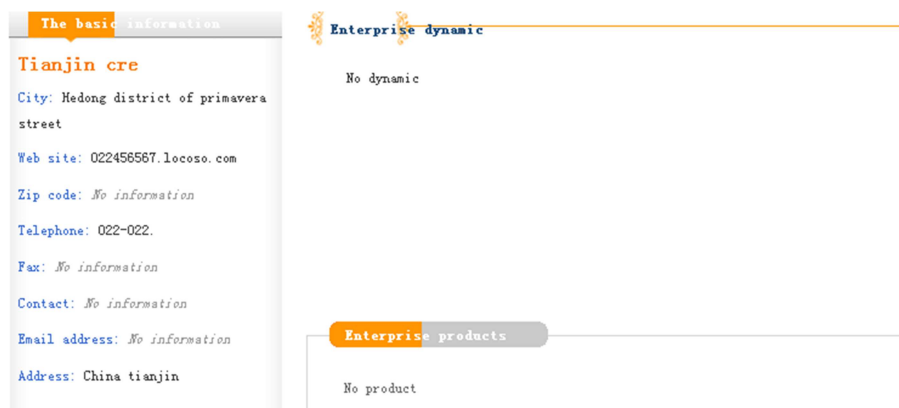 The basic information
Tianjin cre
City: Hedong district of primavera
street
Web site: 022456567.locoso.com
Zip code: No information
Telephone: 022-022.
Fax: No information
Contact: No information
Email address: No information
Address: China tianjin
Enterprise dynamic
No dynamic
Enterprise products
No product